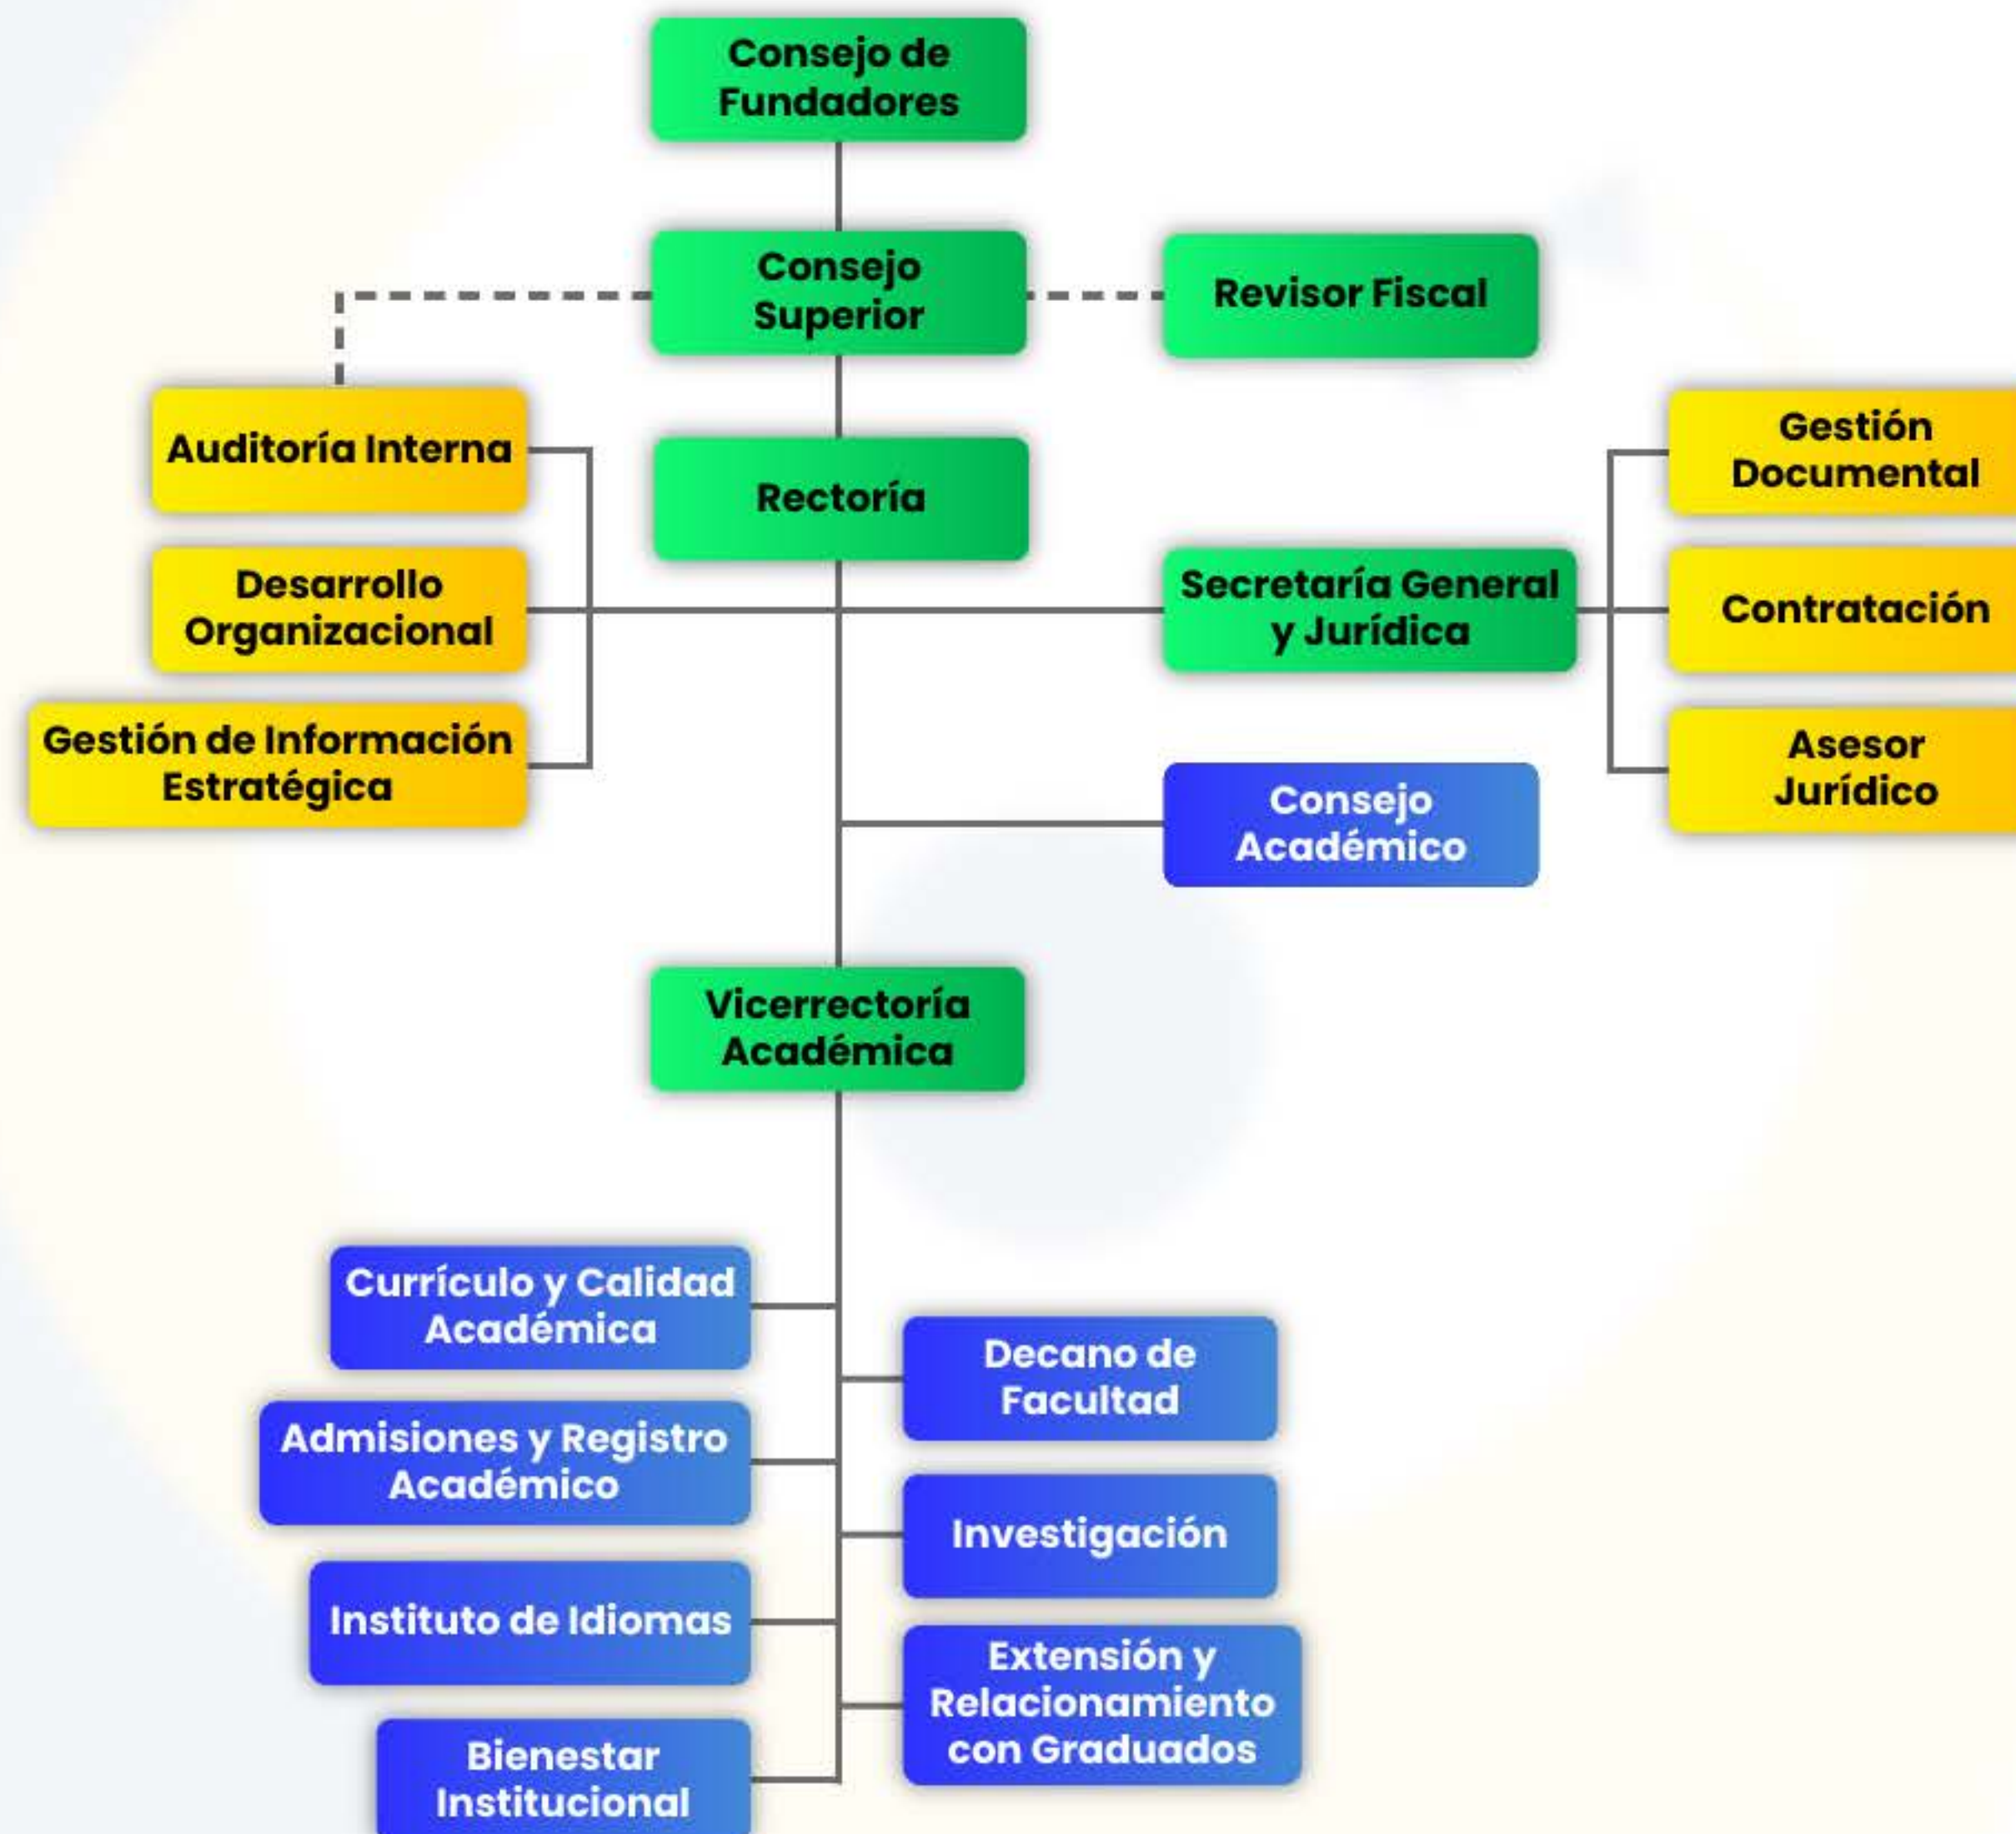 Consejo de
Fundadores
Consejo
Superior
Revisor Fiscal
Auditoría Interna
Rectoría
Gestión
Documental
Desarrollo
Organizacional
Secretaría General
y Jurídica
Contratación
Gestión de Información
Estratégica
Asesor
Jurídico
Consejo
Académico
Vicerrectoría
Académica
Currículo y Calidad
Académica
Decano de
Facultad
Admisiones y Registro
Académico
Investigación
Instituto de Idiomas
Extensión y
Relacionamiento
con Graduados
Bienestar
Institucional